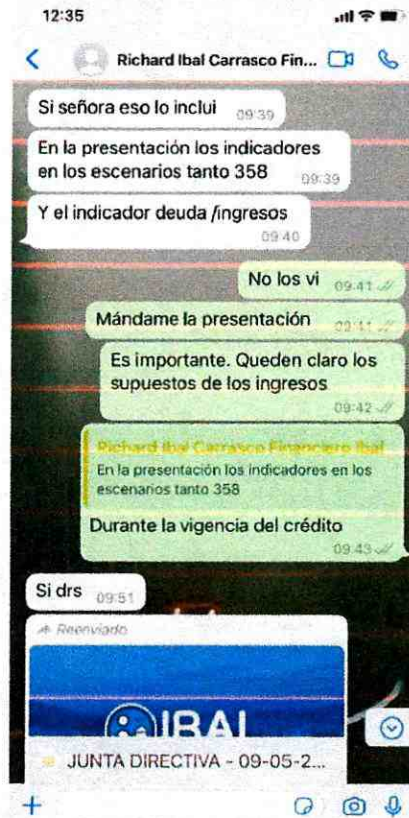 12:35
Richard Ibal Carrasco Fin...
Si señora eso lo inclui 09:39
En la presentación los indicadores
en los escenarios tanto 358 09:39
Y el indicador deuda /ingresos
09:40
No los vi 09:41
Mándame la presentación 09:41
Es importante. Queden claro los
supuestos de los ingresos
09:42
Richard Ibal Carrasco Financiero Ibal
En la presentación los indicadores en los
escenarios tanto 358
Durante la vigencia del crédito
09:43
Si drs 09:51
Reenviado
IBAL
JUNTA DIRECTIVA - 09-05-2...